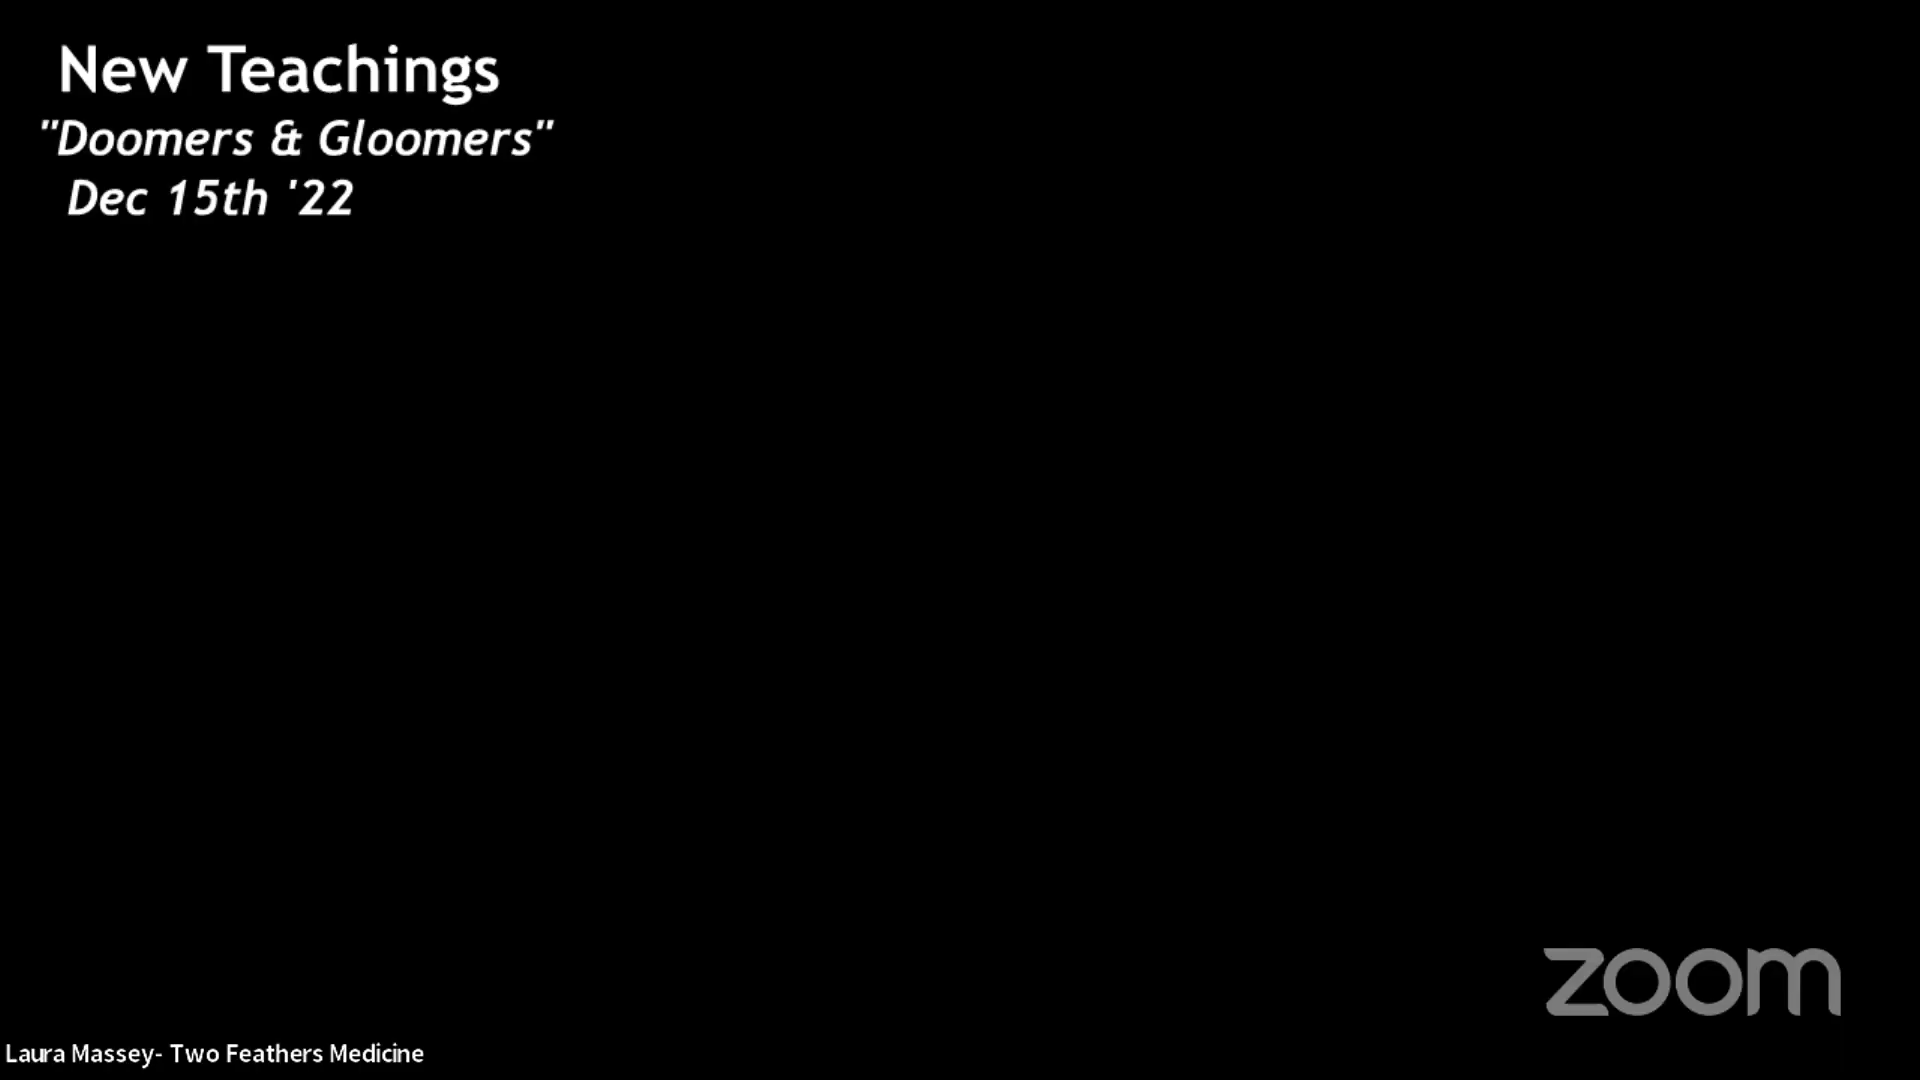 New Teachings
"Doomers & Gloomers"
Dec 15th '22
zoom
Laura Massey- Two Feathers Medicine